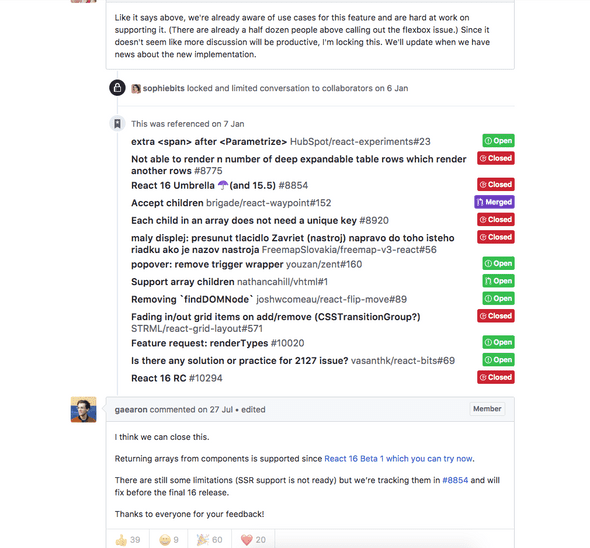 Like it says above, we're already aware of use cases for this feature and are hard at work on
supporting it. (There are already a half dozen people above calling out the flexbox issue.) Since it
doesn't seem like more discussion will be productive, I'm locking this. We'll update when we have
news about the new implementation.
sophiebits locked and limited conversation to collaborators on 6 Jan
This was referenced on 7 Jan
extra <span> after <Parametrize> HubSpot/react-experiments#23 Open
Not able to render n number of deep expandable table rows which render Closed
another rows #8775
React 16 Umbrella ☂️ (and 15.5) #8854 Closed
Accept children brigade/react-waypoint#152 Merged
Each child in an array does not need a unique key #8920 Closed
maly displej: presunut tlacidlo Zavriet (nastroj) napravo do toho isteho Closed
riadku ako je nazov nastroja FreemapSlovakia/freemap-v3-react#56
popover: remove trigger wrapper youzan/zent#160 Open
Support array children nathancahill/vhtml#1 Open
Removing `findDOMNode` joshwcomeau/react-flip-move#89 Open
Fading in/out grid items on add/remove (CSSTransitionGroup?) Closed
STRML/react-grid-layout#571
Feature request: renderTypes #10020 Open
Is there any solution or practice for 2127 issue? vasanthk/react-bits#69 Open
React 16 RC #10294 Closed
gaearon commented on 27 Jul • edited Member
I think we can close this.
Returning arrays from components is supported since React 16 Beta 1 which you can try now.
There are still some limitations (SSR support is not ready) but we're tracking them in #8854 and will
fix before the final 16 release.
Thanks to everyone for your feedback!
👍 39 😄 9 🎉 60 ❤️ 20